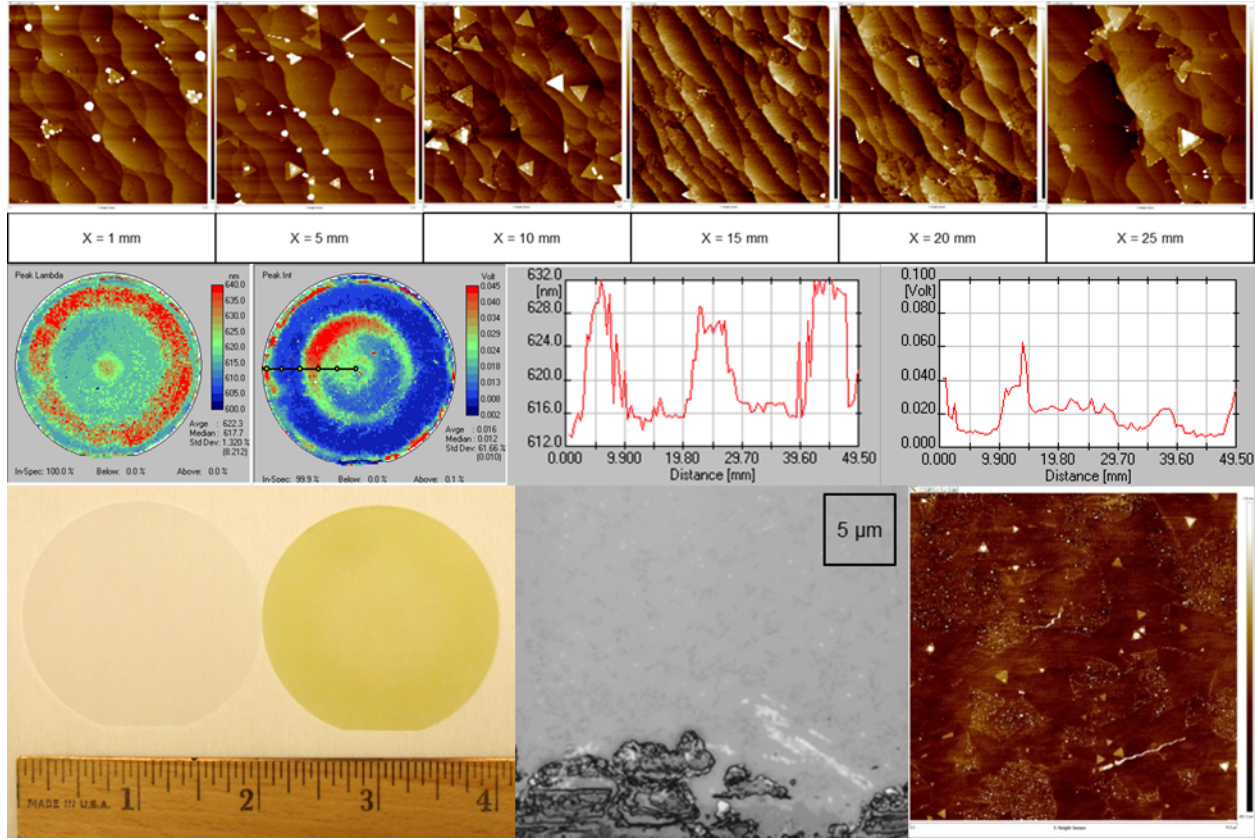 X = 1 mm
X = 5 mm
X = 10 mm
X = 15 mm
X = 20 mm
X = 25 mm
Peak Lambda
nm
640.0
635.0
630.0
625.0
620.0
615.0
610.0
605.0
600.0
Avge : 622.3
Median : 617.7
Std Dev: 1.320 %
(8.212)
In-Spec: 100.0 % Below: 0.0 % Above: 0.0 %
Peak Int
Volt
0.045
0.040
0.034
0.029
0.024
0.018
0.013
0.007
0.002
Avge : 0.016
Median : 0.012
Std Dev: 61.66 %
(0.010)
In-Spec: 99.9 % Below: 0.0 % Above: 0.1 %
632.0
[nm]
628.0
624.0
620.0
616.0
612.0
0.000 9.900 19.80 29.70 39.60 49.50
Distance [mm]
0.100
[Volt]
0.080
0.060
0.040
0.020
0.000
0.000 9.900 19.80 29.70 39.60 49.50
Distance [mm]
5 µm
MADE IN U.S.A. 1 2 3 4
1: Height Sensor